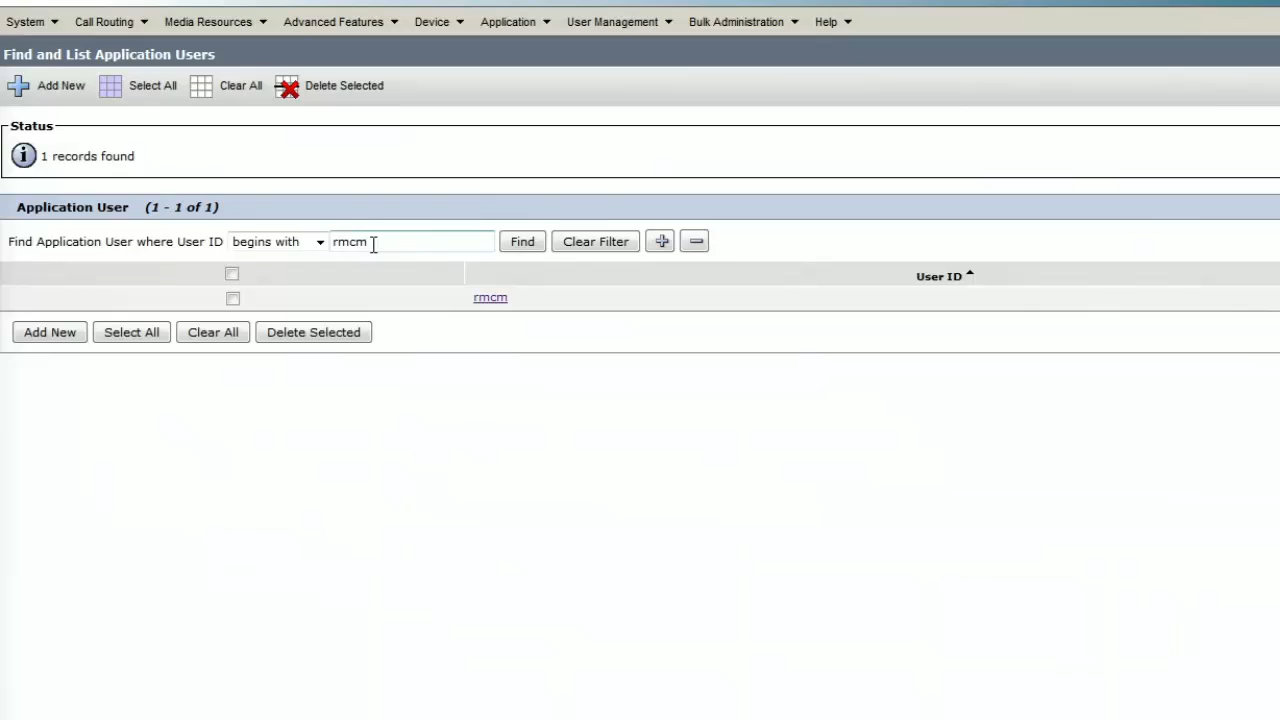 System Call Routing Media Resources Advanced Features Device Application User Management Bulk Administration Help
Find and List Application Users
Add New Select All Clear All Delete Selected
Status
1 records found
Application User (1 - 1 of 1)
Find Application User where User ID begins with rmcm Find Clear Filter
User ID
rmcm
Add New Select All Clear All Delete Selected